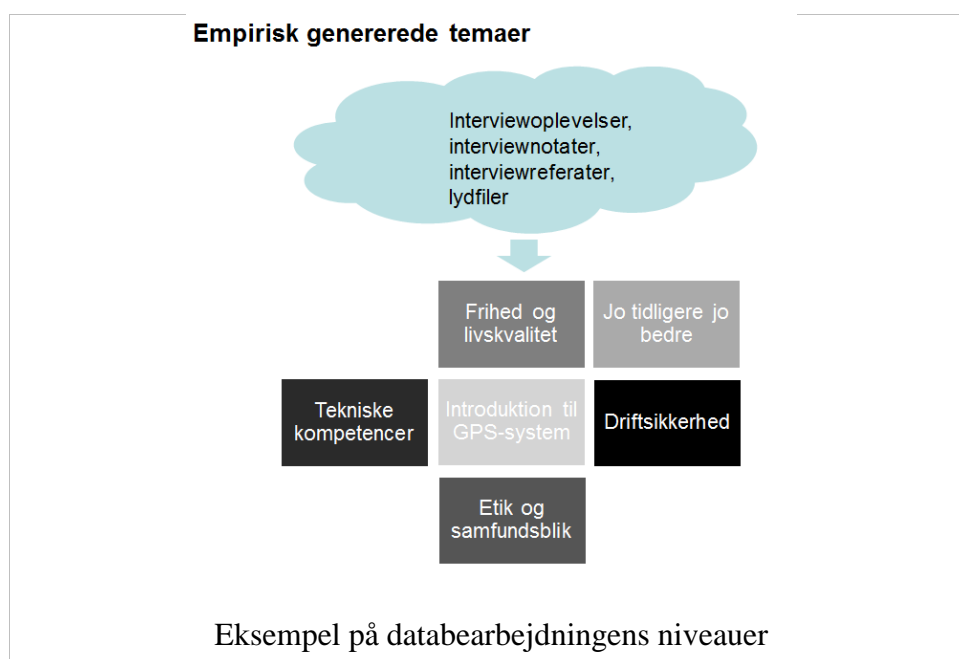 Empirisk genererede temaer
Interviewoplevelser,
interviewnotater,
interviewreferater,
lydfiler
Frihed og
livskvalitet
Jo tidligere jo
bedre
Tekniske
kompetencer
Introduktion til
GPS-system
Driftsikkerhed
Etik og
samfundsblik
Eksempel på databearbejdningens niveauer